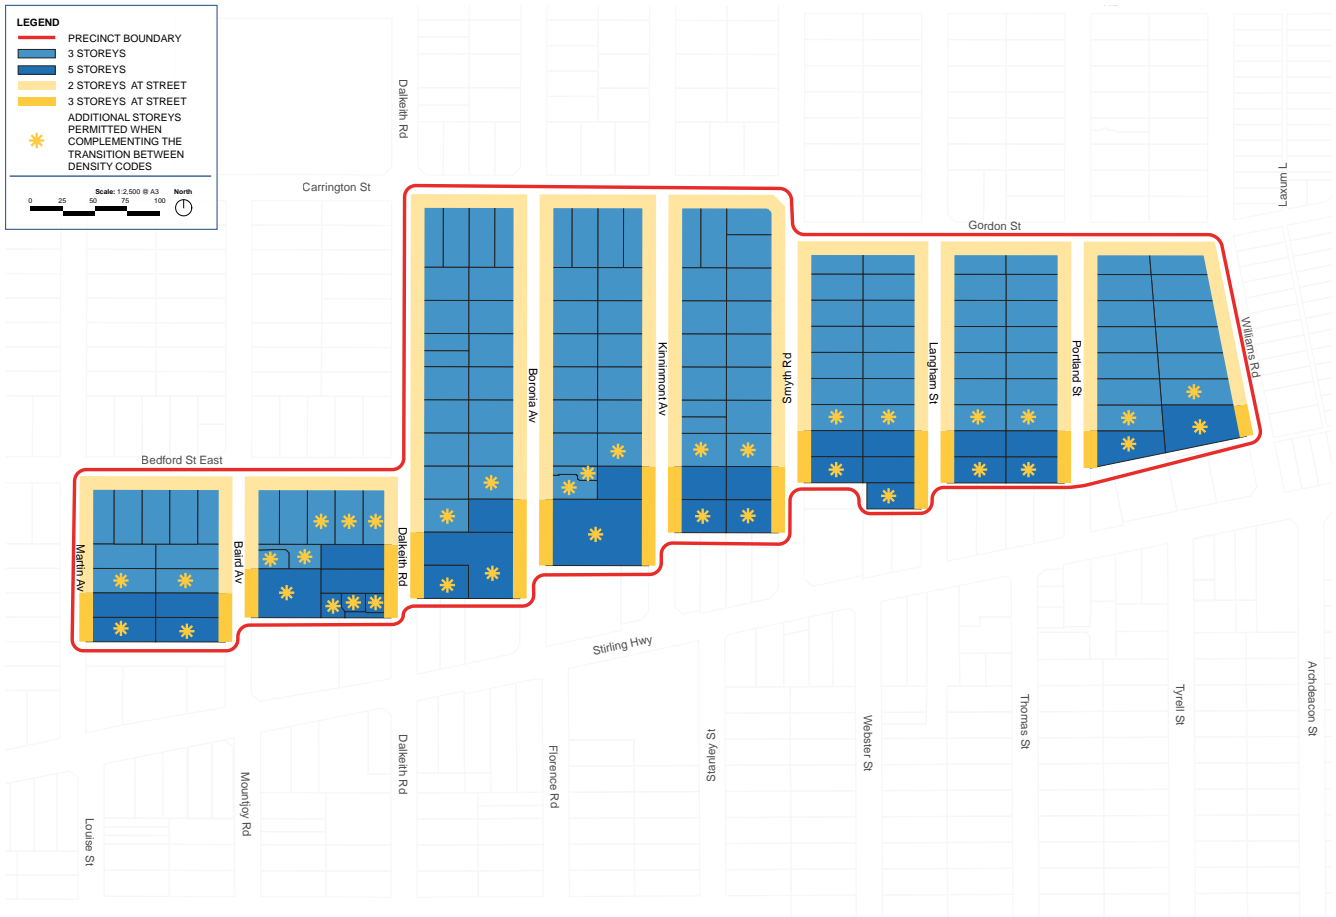 LEGEND
PRECINCT BOUNDARY
3 STOREYS
5 STOREYS
2 STOREYS AT STREET
3 STOREYS AT STREET
ADDITIONAL STOREYS
PERMITTED WHEN
COMPLEMENTING THE
TRANSITION BETWEEN
DENSITY CODES
Scale: 1:2,500 @ A3 North
0 25 50 75 100
Dalkeith Rd
Carrington St
Launum L
Gordon St
Williams Rd
Boronia Av
Kinninmont Av
Smyth Rd
Langham St
Portland St
Bedford St East
Martin Av
Baird Av
Dalkeith Rd
Stirling Hwy
Louise St
Mountjoy Rd
Dalkeith Rd
Florence Rd
Stanley St
Webster St
Thomas St
Tyrell St
Archdeacon St